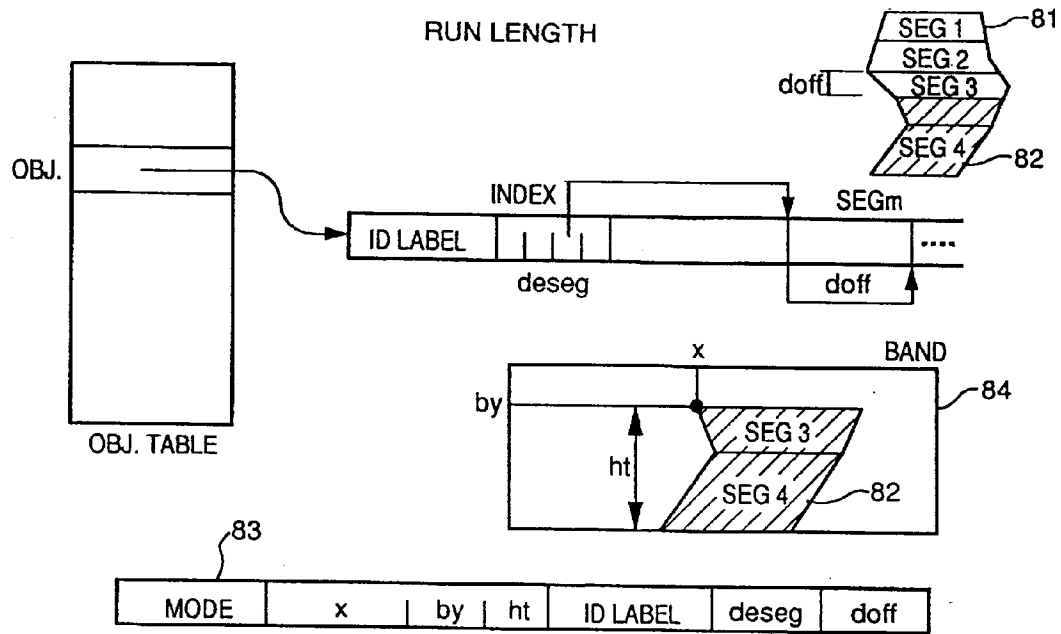 RUN LENGTH
81
SEG 1
SEG 2
doff
SEG 3
SEG 4
82
OBJ.
INDEX
SEGm
ID LABEL
....
deseg
doff
x
BAND
84
by
SEG 3
ht
SEG 4
82
OBJ. TABLE
83
MODE
x
by
ht
ID LABEL
deseg
doff